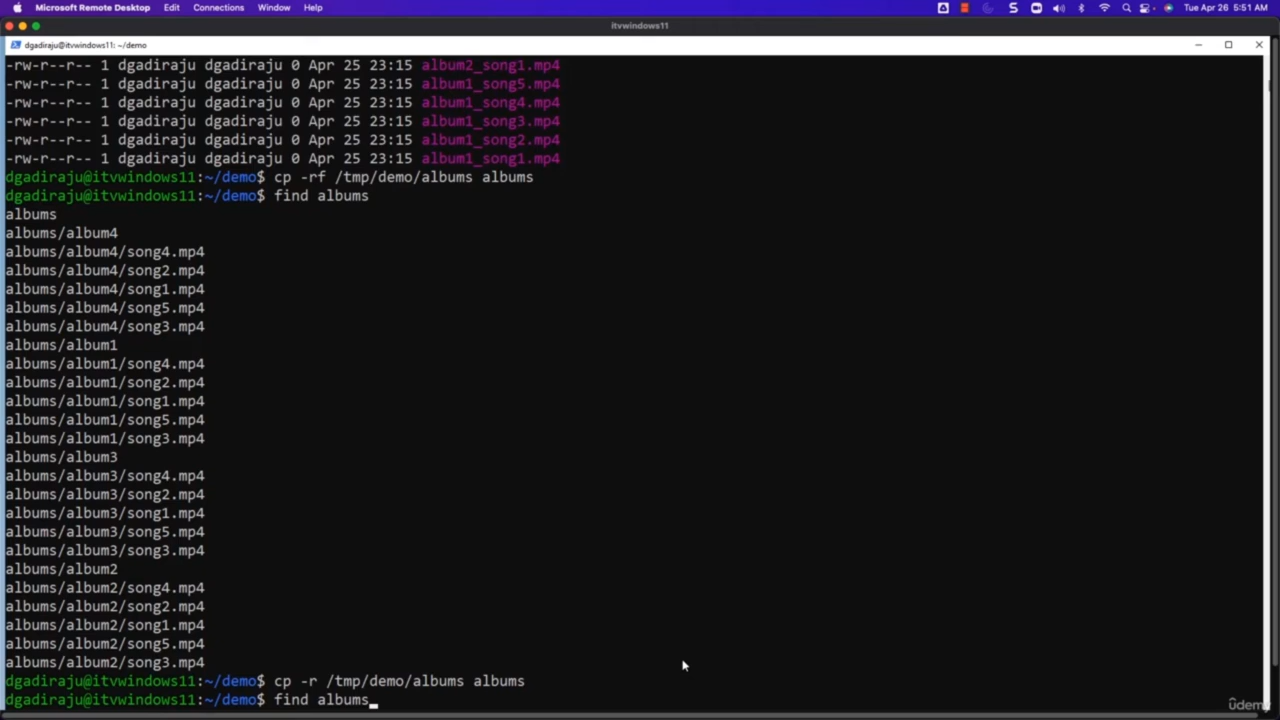 Microsoft Remote Desktop Edit Connections Window Help Tue Apr 26 5:51 AM
itvwindows11
dgadiraju@itvwindows11: ~/demo
-rw-r--r-- 1 dgadiraju dgadiraju 0 Apr 25 23:15 album2_song1.mp4
-rw-r--r-- 1 dgadiraju dgadiraju 0 Apr 25 23:15 album1_song5.mp4
-rw-r--r-- 1 dgadiraju dgadiraju 0 Apr 25 23:15 album1_song4.mp4
-rw-r--r-- 1 dgadiraju dgadiraju 0 Apr 25 23:15 album1_song3.mp4
-rw-r--r-- 1 dgadiraju dgadiraju 0 Apr 25 23:15 album1_song2.mp4
-rw-r--r-- 1 dgadiraju dgadiraju 0 Apr 25 23:15 album1_song1.mp4
dgadiraju@itvwindows11:~/demo$ cp -rf /tmp/demo/albums albums
dgadiraju@itvwindows11:~/demo$ find albums
albums
albums/album4
albums/album4/song4.mp4
albums/album4/song2.mp4
albums/album4/song1.mp4
albums/album4/song5.mp4
albums/album4/song3.mp4
albums/album1
albums/album1/song4.mp4
albums/album1/song2.mp4
albums/album1/song1.mp4
albums/album1/song5.mp4
albums/album1/song3.mp4
albums/album3
albums/album3/song4.mp4
albums/album3/song2.mp4
albums/album3/song1.mp4
albums/album3/song5.mp4
albums/album3/song3.mp4
albums/album2
albums/album2/song4.mp4
albums/album2/song2.mp4
albums/album2/song1.mp4
albums/album2/song5.mp4
albums/album2/song3.mp4
dgadiraju@itvwindows11:~/demo$ cp -r /tmp/demo/albums albums
dgadiraju@itvwindows11:~/demo$ find albums
ûdemy